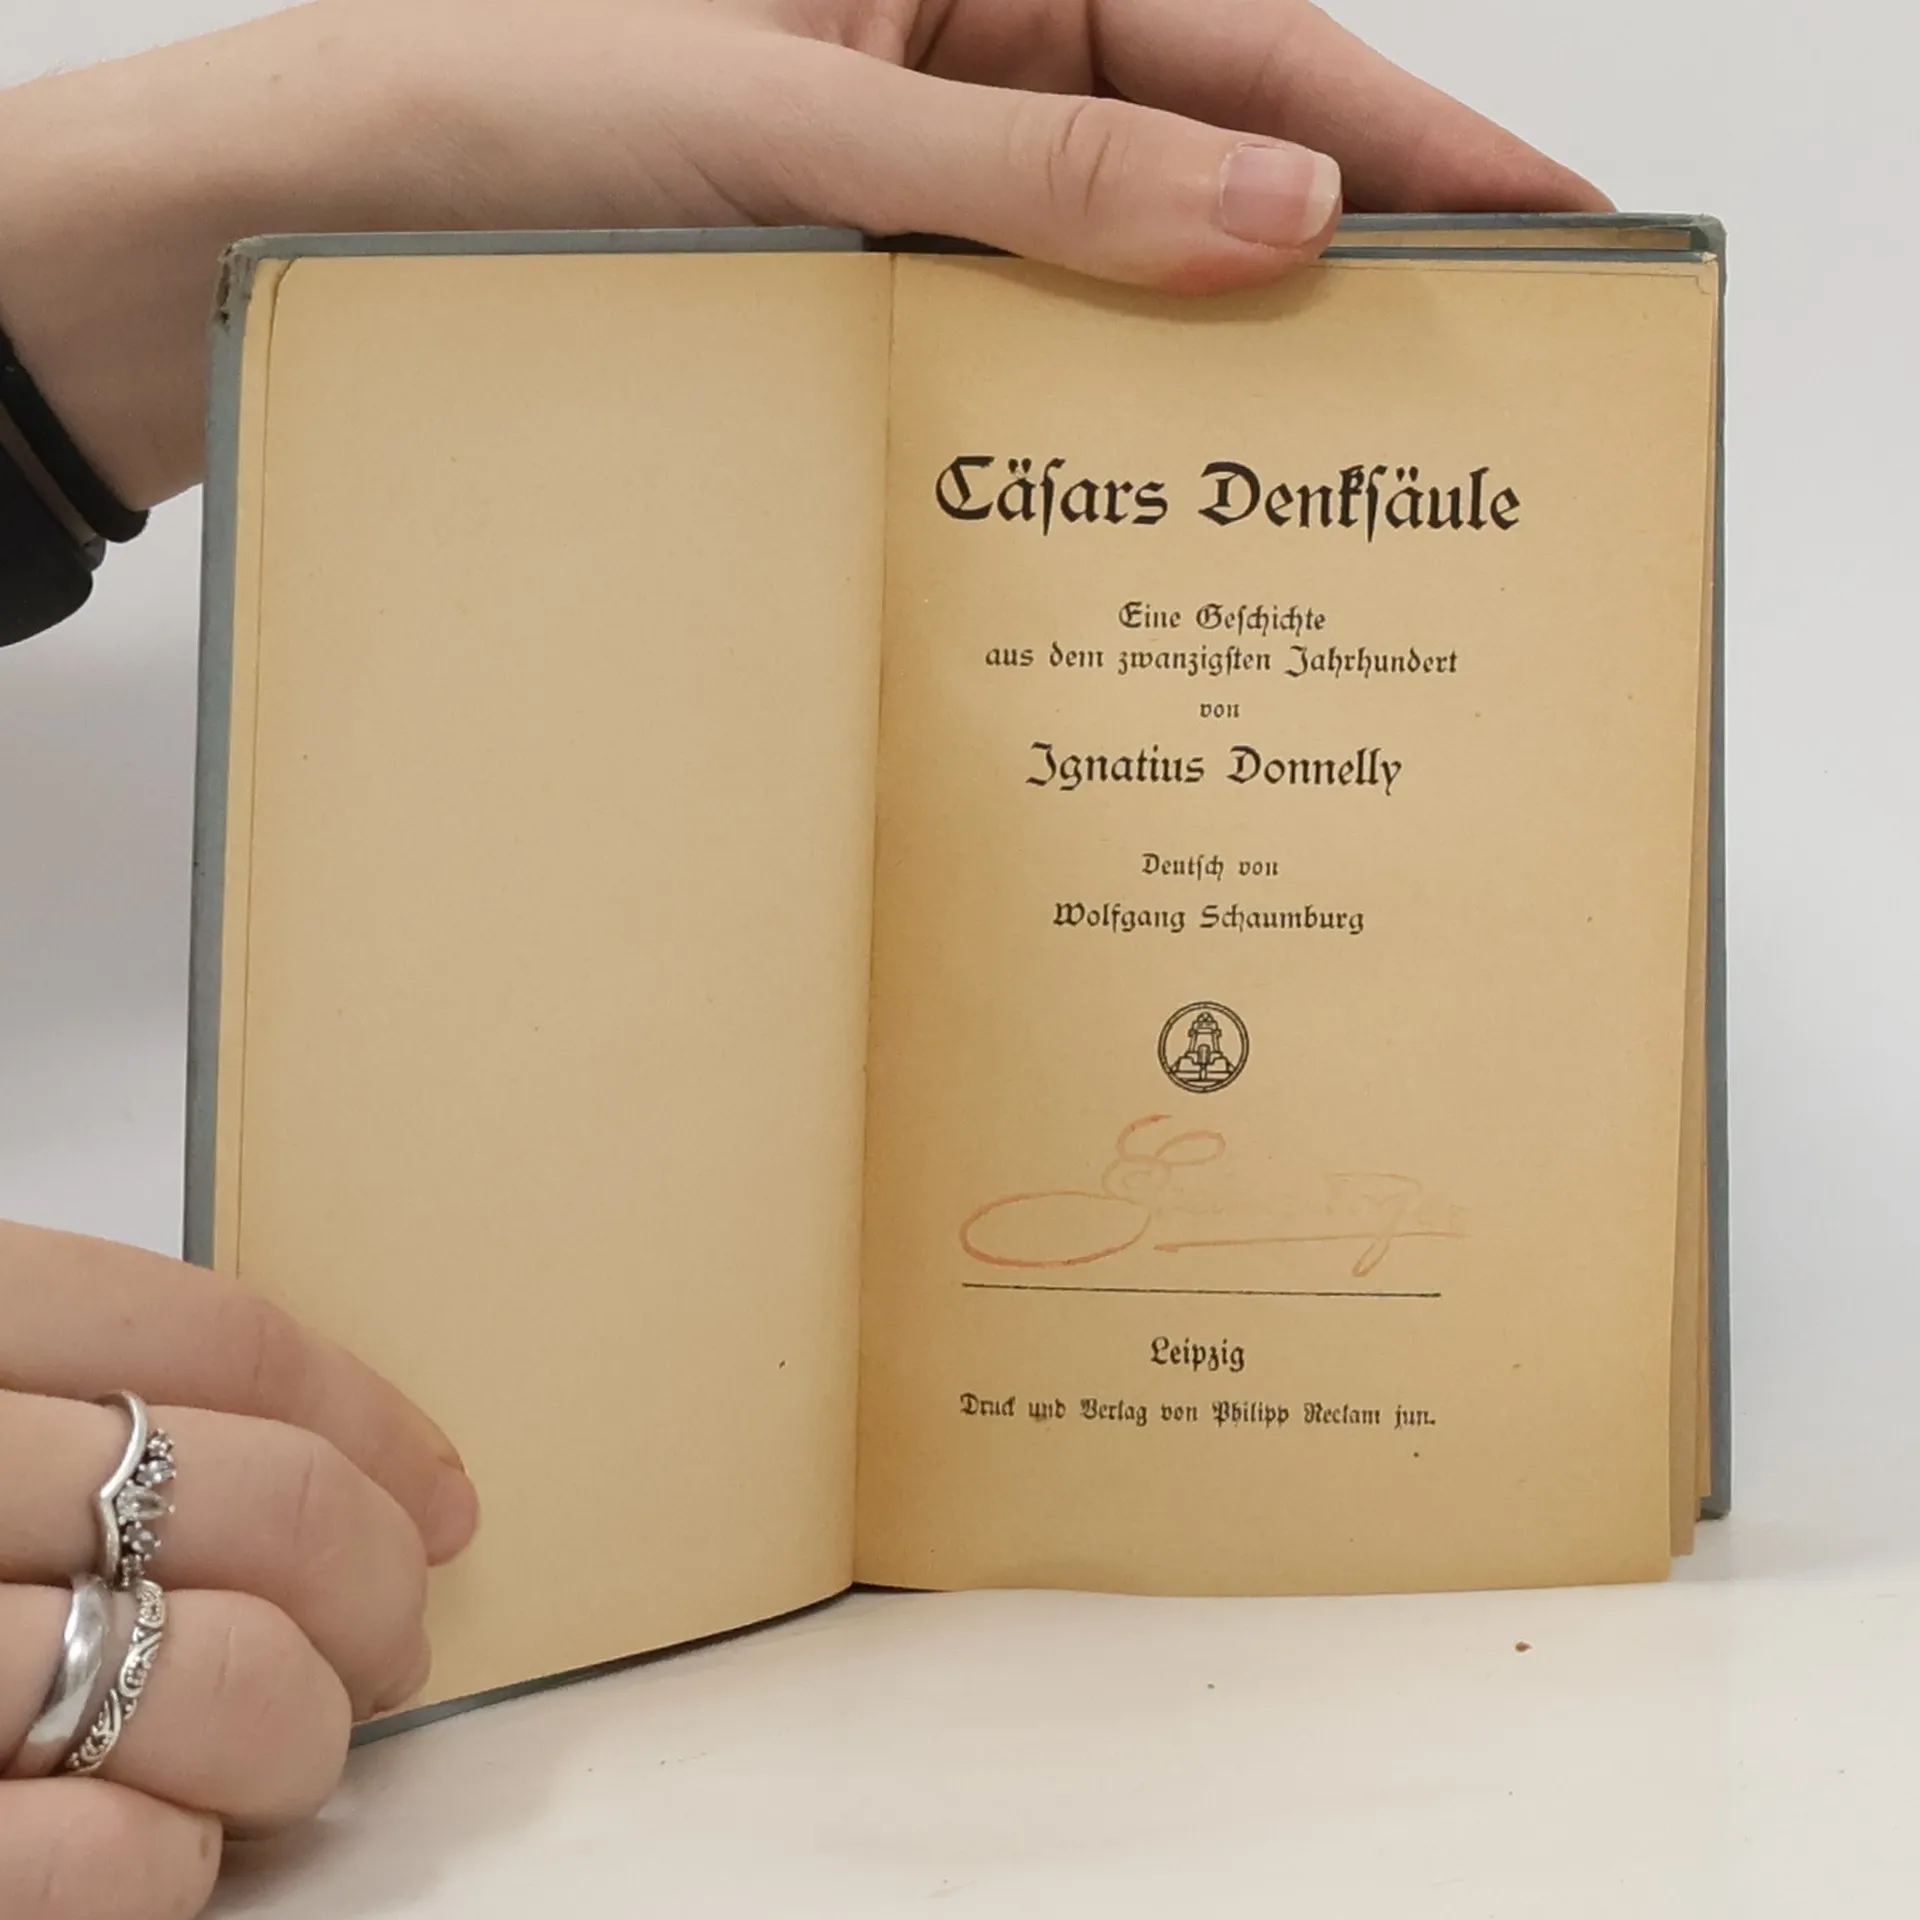 Cäſars Denkſäule
Eine Geſchichte
aus dem zwanzigſten Jahrhundert
von
Ignatius Donnelly
Deutſch von
Wolfgang Schaumburg
Leipzig
Druck und Verlag von Philipp Reclam jun.